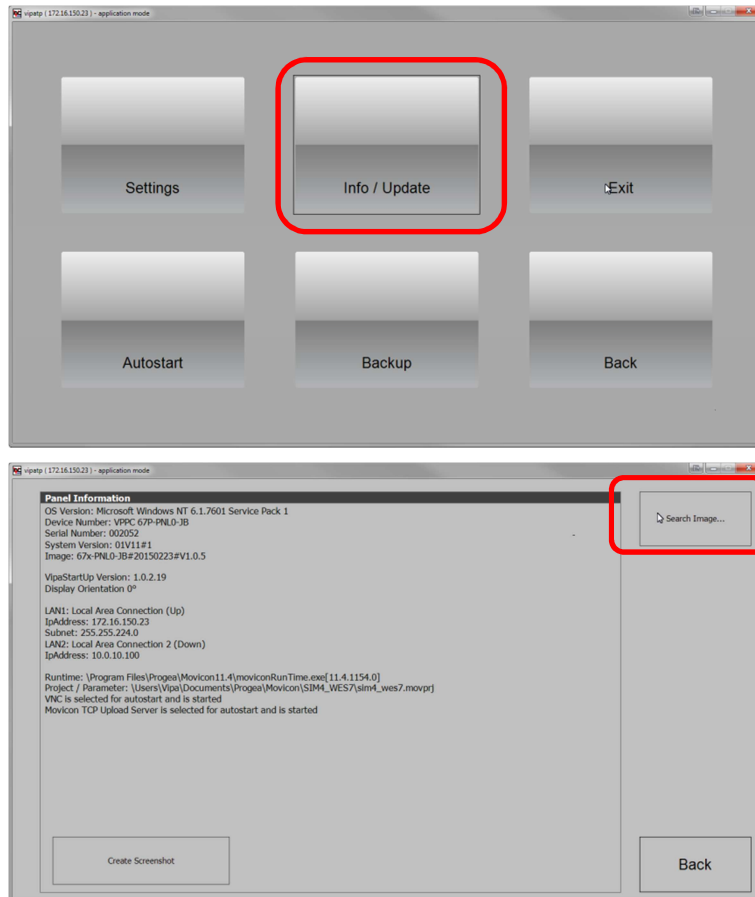 vipatp ( 172.16.150.23 ) - application mode
Settings
Info / Update
Exit
Autostart
Backup
Back
vipatp ( 172.16.150.23 ) - application mode
Panel Information
OS Version: Microsoft Windows NT 6.1.7601 Service Pack 1
Device Number: VPPC 67P-PNL0-JB
Serial Number: 002052
System Version: 01V11#1
Image: 67x-PNL0-JB#20150223#V1.0.5
VipaStartUp Version: 1.0.2.19
Display Orientation 0°
LAN1: Local Area Connection (Up)
IpAddress: 172.16.150.23
Subnet: 255.255.224.0
LAN2: Local Area Connection 2 (Down)
IpAddress: 10.0.10.100
Runtime: \Program Files\Progea\Movicon11.4\moviconRunTime.exe[11.4.1154.0]
Project / Parameter: \Users\Vipa\Documents\Progea\Movicon\SIM4_WES7\sim4_wes7.movprj
VNC is selected for autostart and is started
Movicon TCP Upload Server is selected for autostart and is started
Search Image...
Create Screenshot
Back